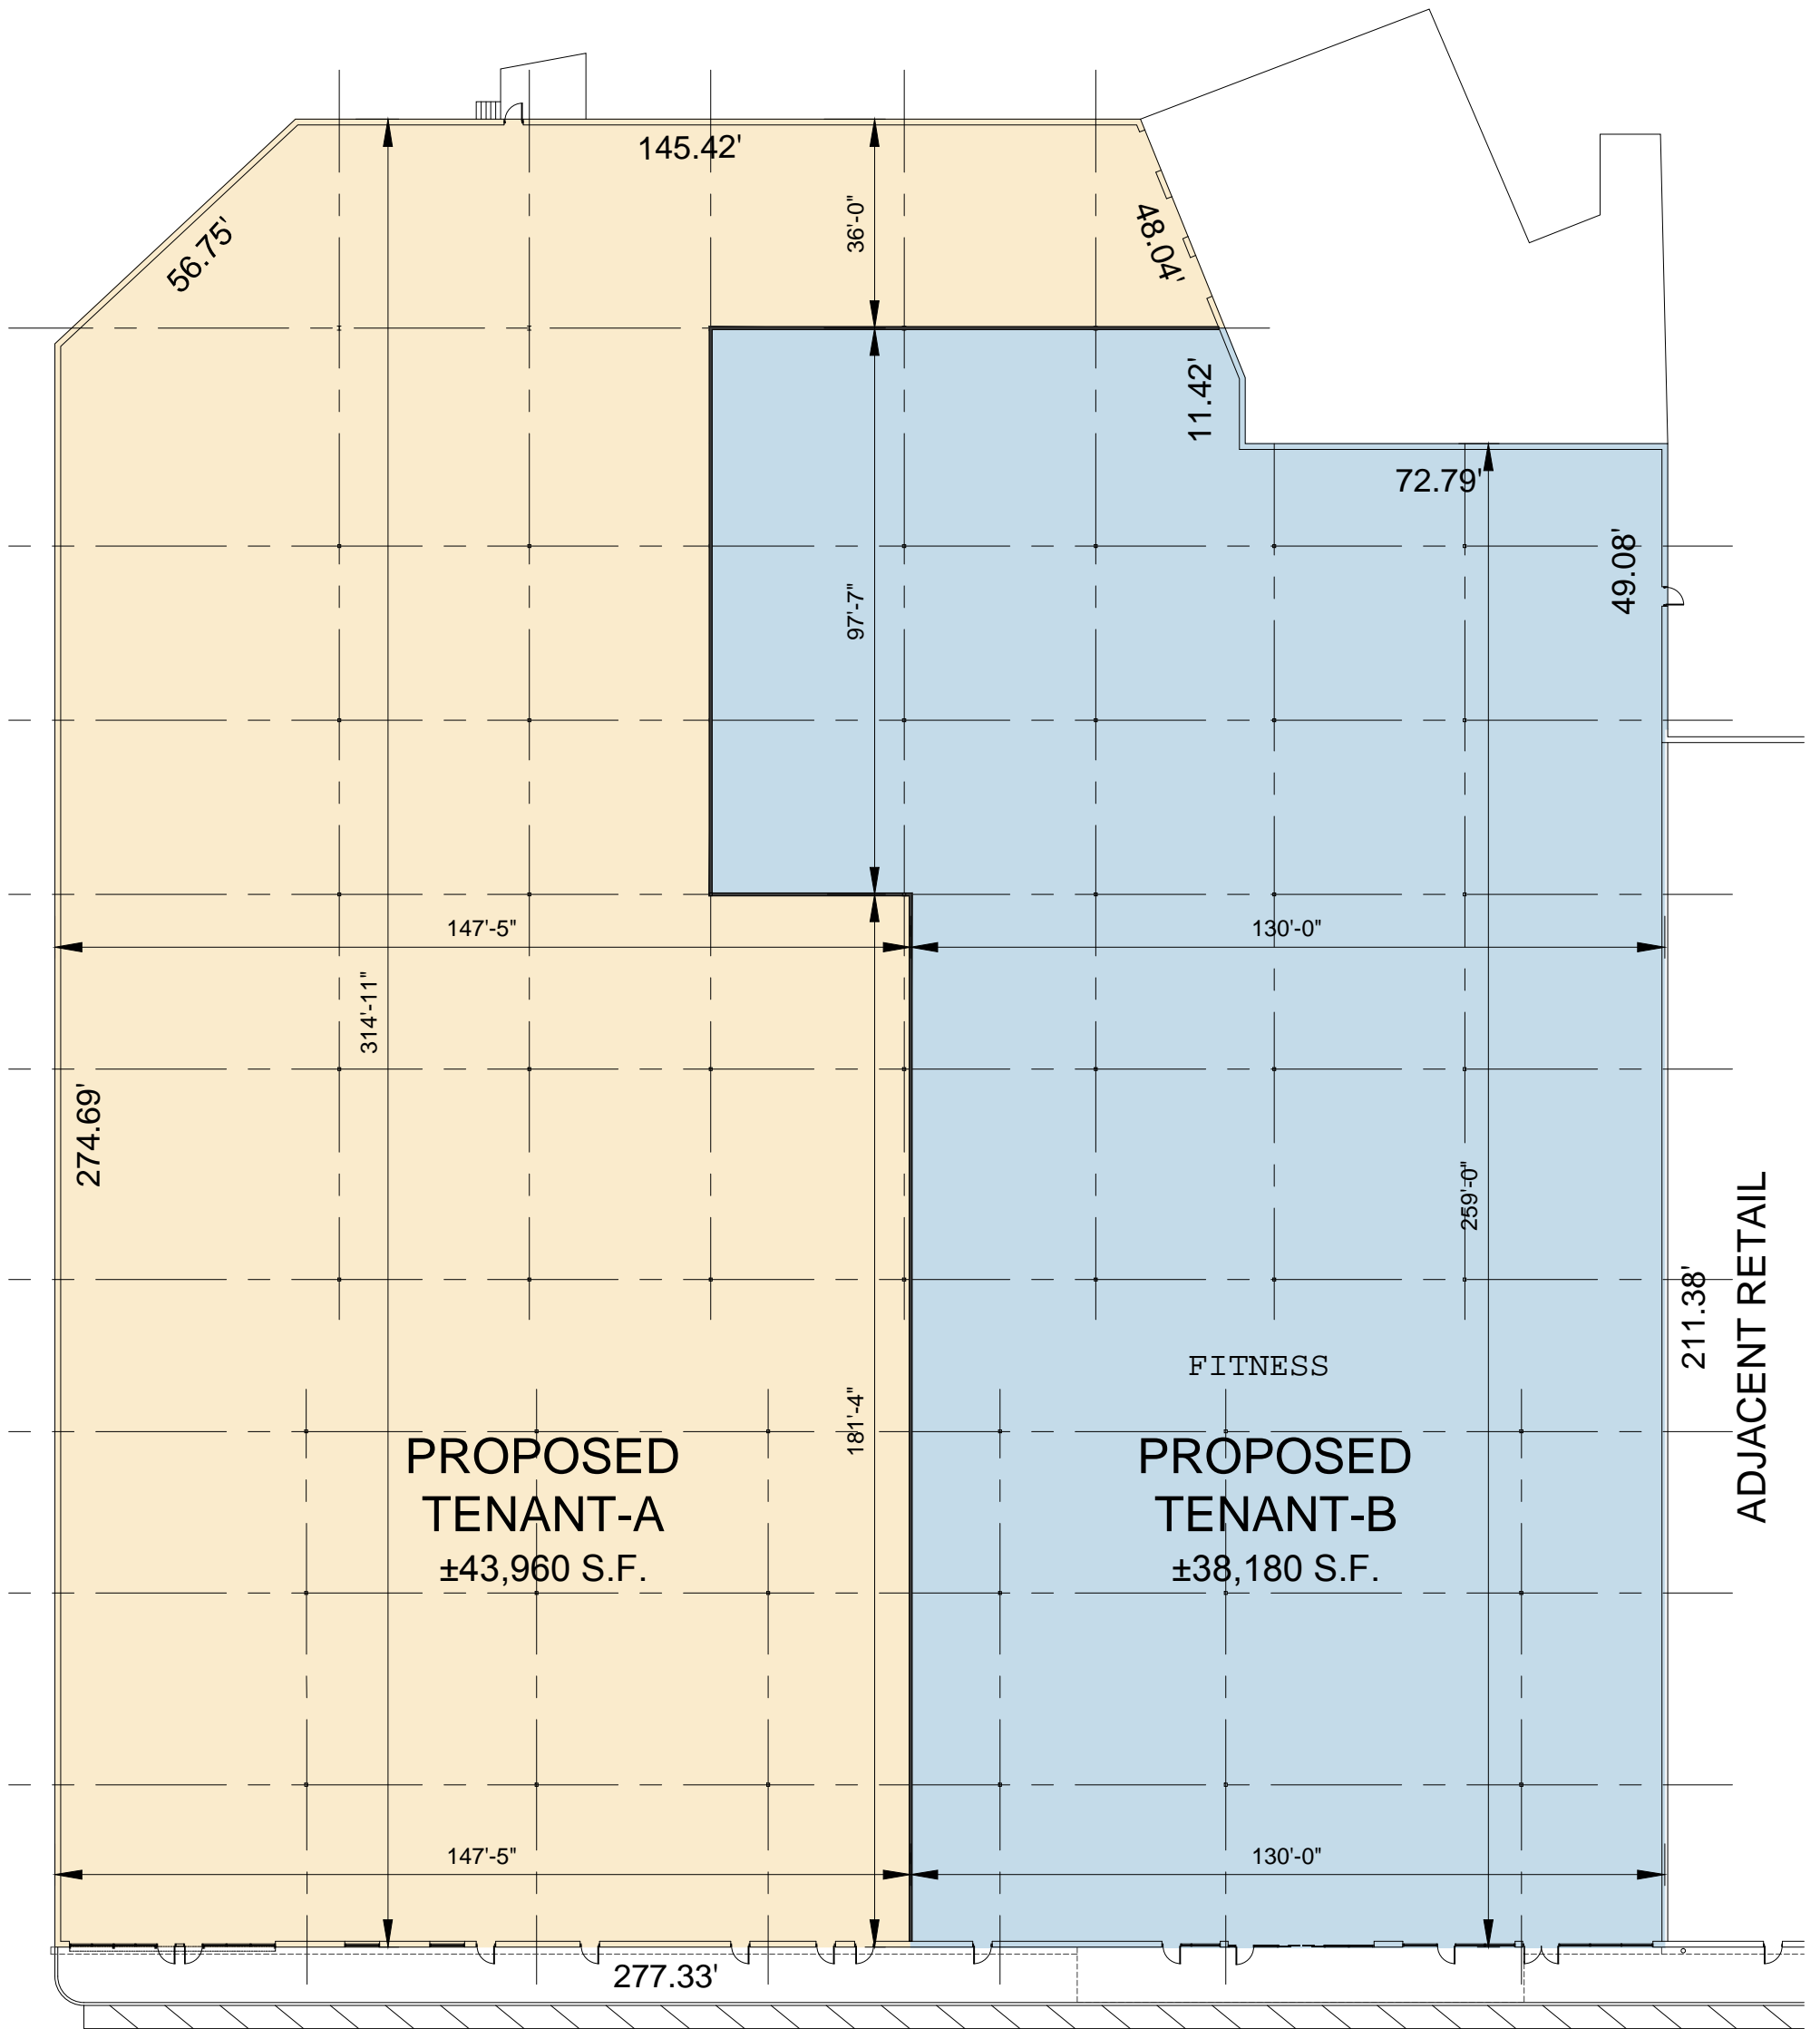 145.42'
36'-0"
56.75'
48.04'
11.42'
72.79'
49.08'
97'-7"
147'-5"
130'-0"
314'-11"
274.69'
259'-0"
211.38'
ADJACENT RETAIL
FITNESS
181'-4"
PROPOSED
TENANT-A
±43,960 S.F.
PROPOSED
TENANT-B
±38,180 S.F.
147'-5"
130'-0"
277.33'